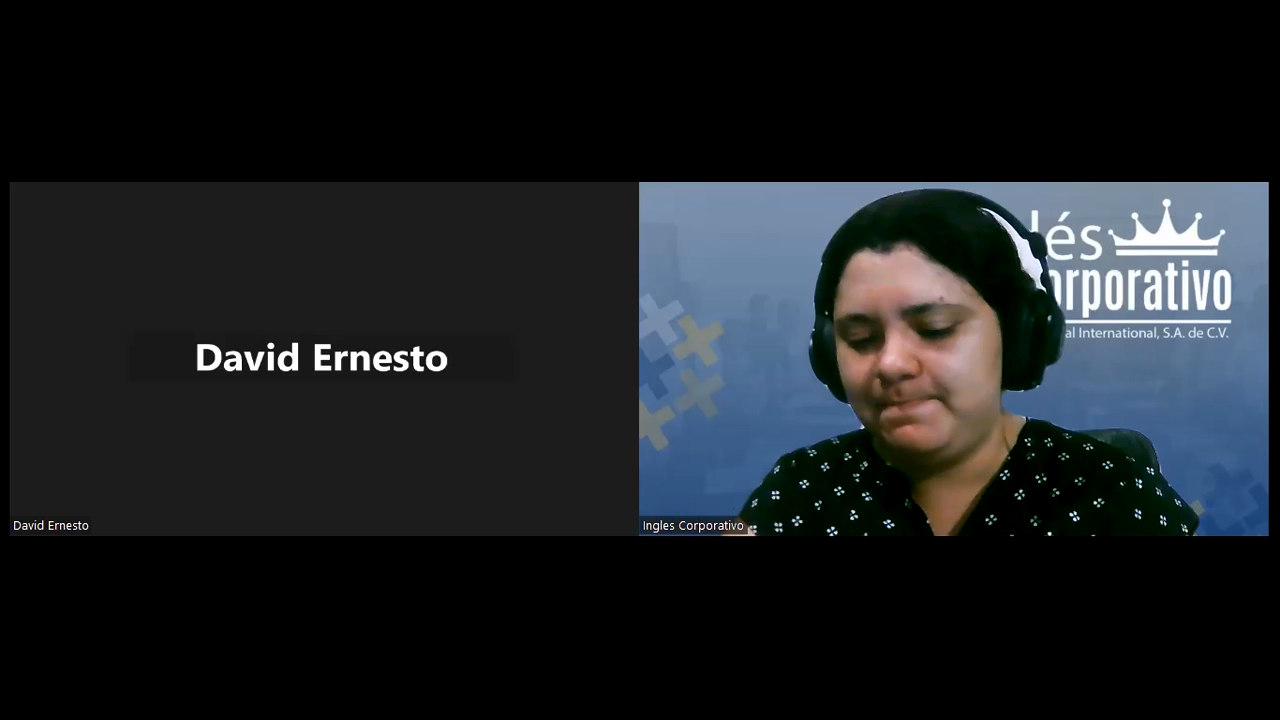 David Ernesto
David Ernesto
lés
orporativo
al International, S.A. de C.V.
Ingles Corporativo